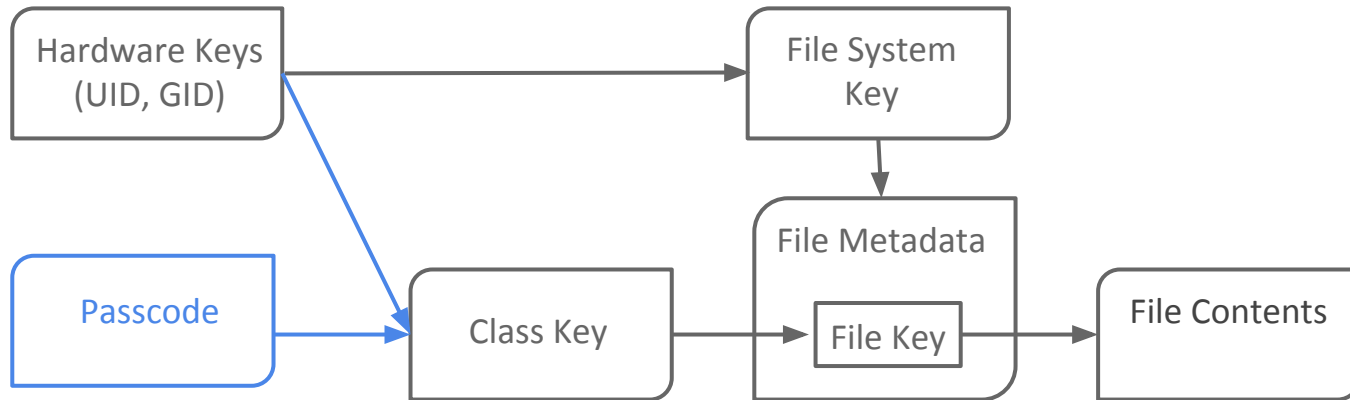 Hardware Keys
(UID, GID)
File System
Key
File Metadata
Passcode
Class Key
File Key
File Contents